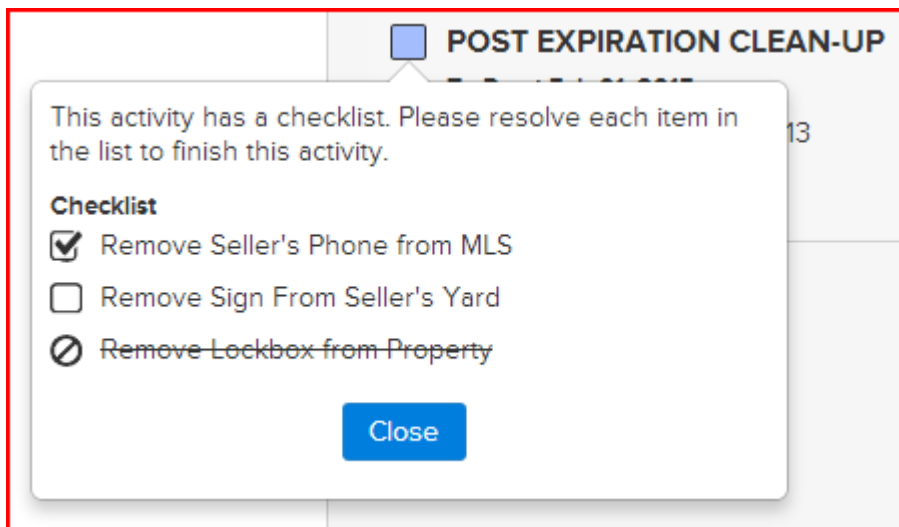 POST EXPIRATION CLEAN-UP
This activity has a checklist. Please resolve each item in
the list to finish this activity.
13
Checklist
Remove Seller's Phone from MLS
Remove Sign From Seller's Yard
Remove Lockbox from Property
Close